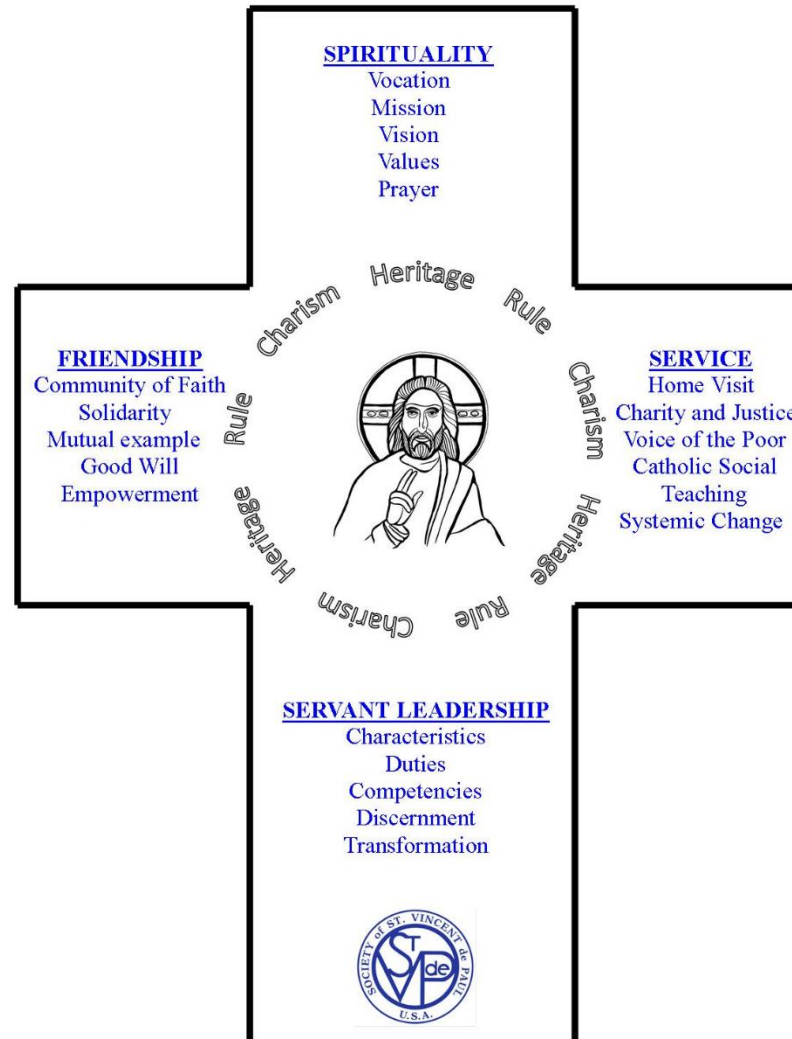 SPIRITUALITY
Vocation
Mission
Vision
Values
Prayer
Charism Heritage Rule Charism Heritage Rule Charism Heritage Rule
FRIENDSHIP
Community of Faith
Solidarity
Mutual example
Good Will
Empowerment
SERVICE
Home Visit
Charity and Justice
Voice of the Poor
Catholic Social
Teaching
Systemic Change
SERVANT LEADERSHIP
Characteristics
Duties
Competencies
Discernment
Transformation
SOCIETY of ST. VINCENT de PAUL
ST
V de P
U.S.A.